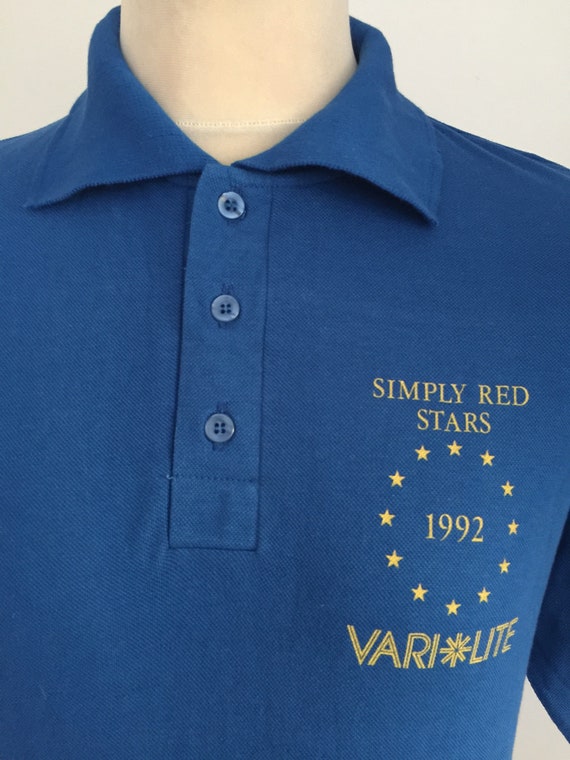 SIMPLY RED
STARS
1992
VARI*LITE